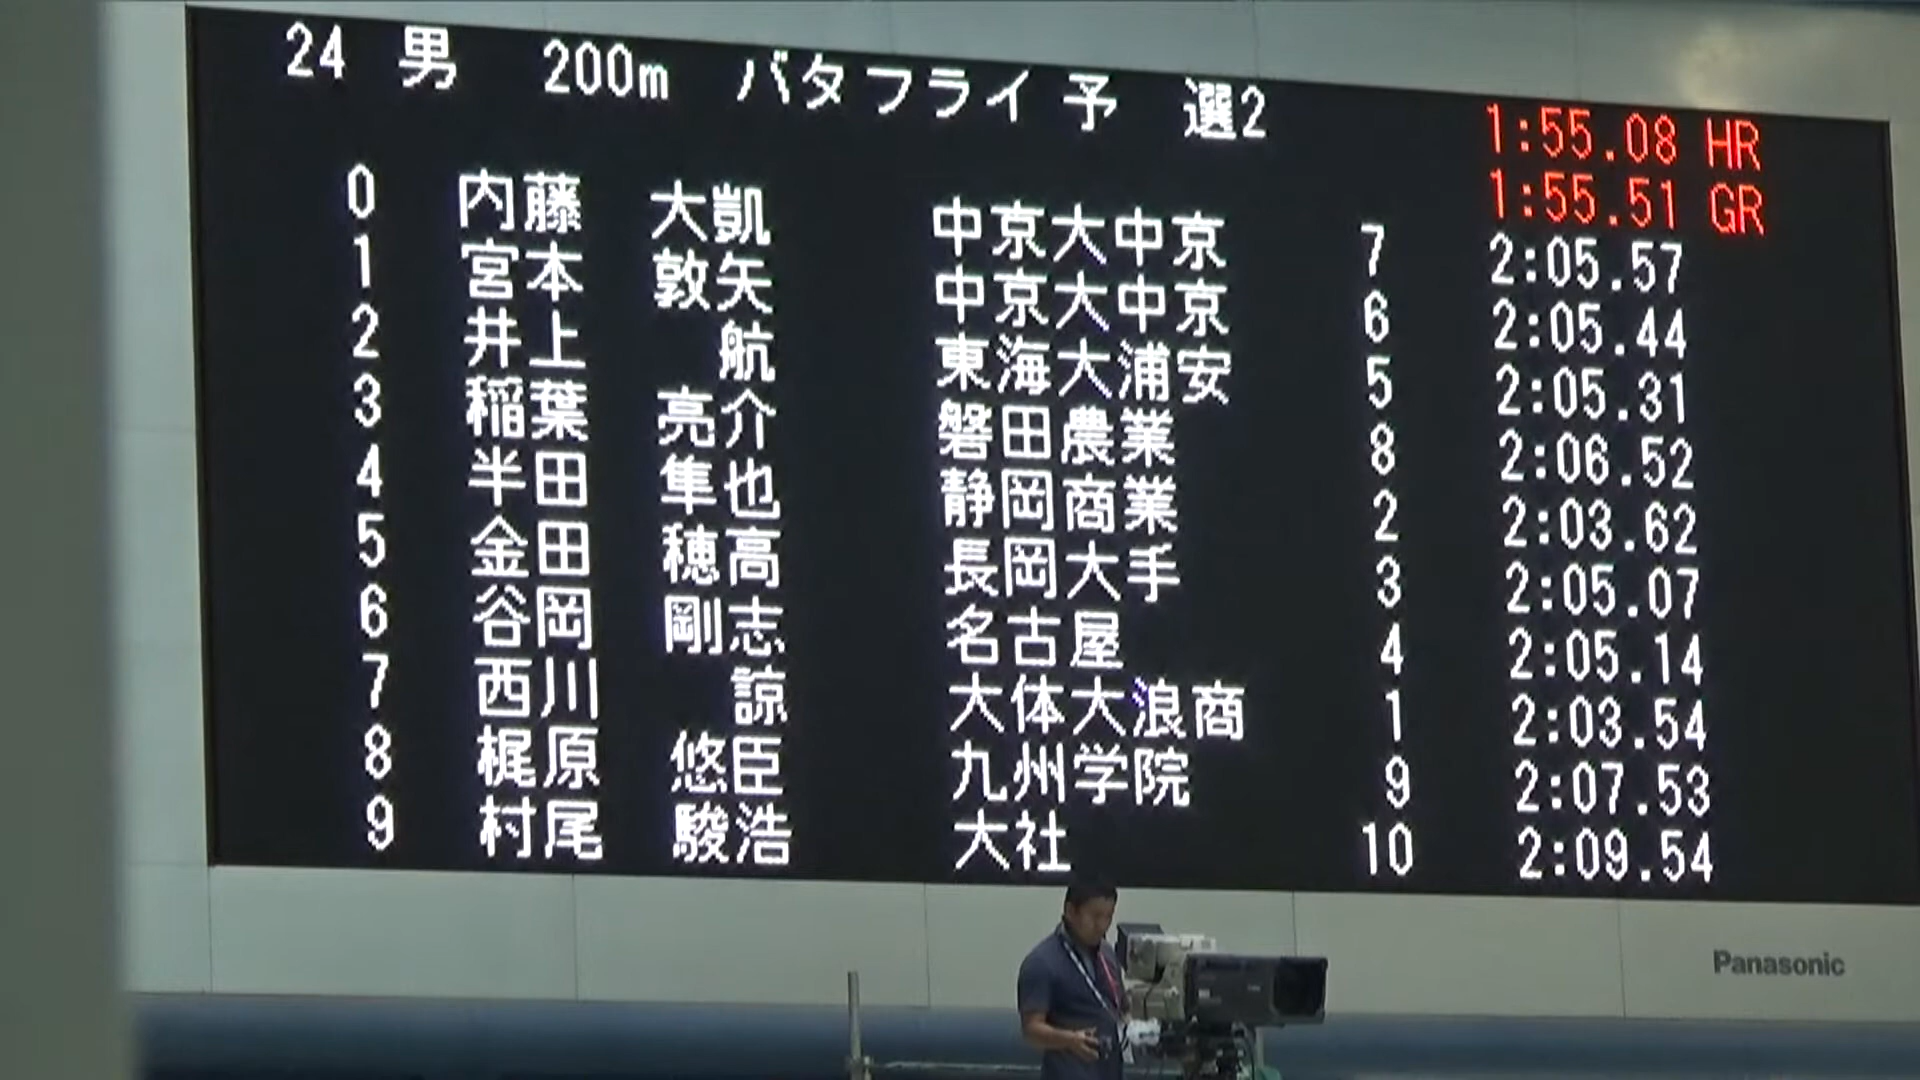 24 男 200m バタフライ 予 選2
1:55.08 HR
1:55.51 GR
0 内藤 大凱 中京大中京 7 2:05.57
1 宮本 敦矢 中京大中京 6 2:05.44
2 井上 航 東海大浦安 5 2:05.31
3 稲葉 亮介 磐田農業 8 2:06.52
4 半田 隼也 静岡商業 2 2:03.62
5 金田 穂高 長岡大手 3 2:05.07
6 谷岡 剛志 名古屋 4 2:05.14
7 西川 諒 大体大浪商 1 2:03.54
8 梶原 悠臣 九州学院 9 2:07.53
9 村尾 駿浩 大社 10 2:09.54
Panasonic